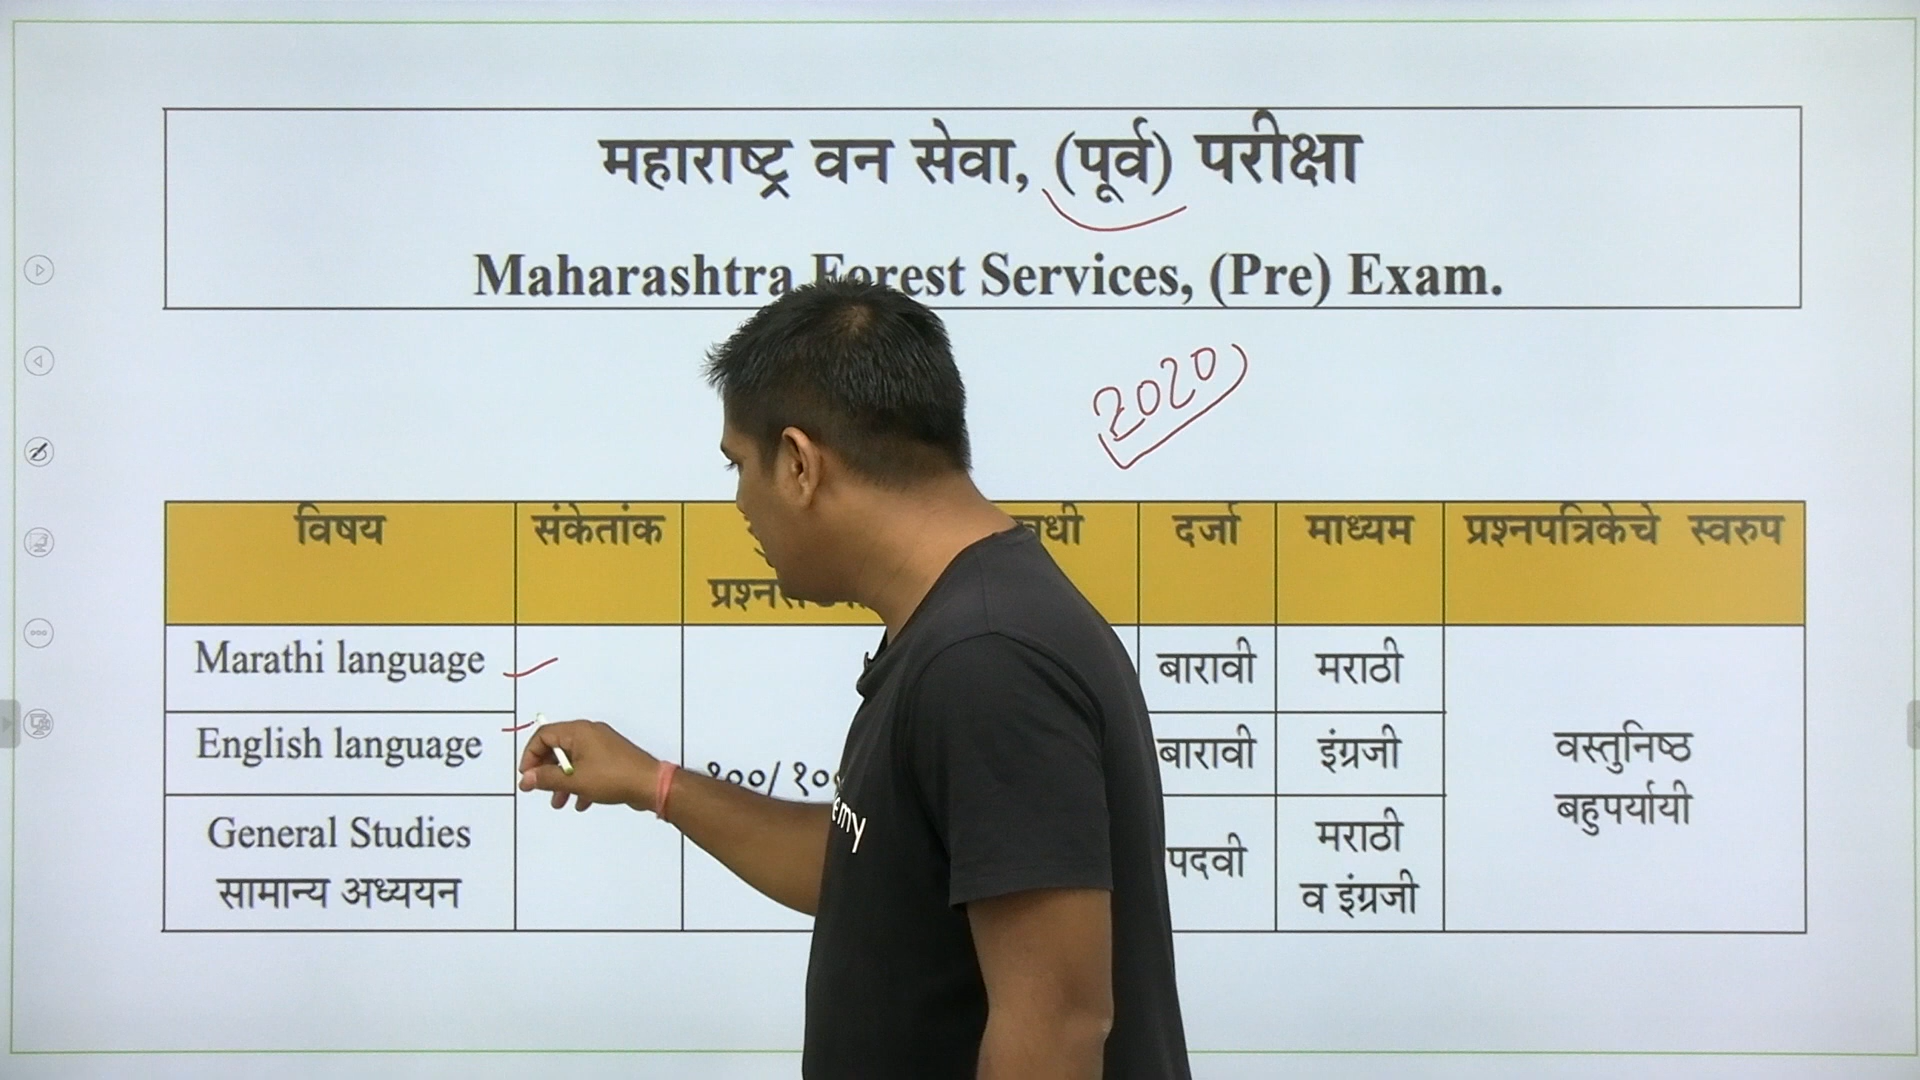 महाराष्ट्र वन सेवा, (पूर्व) परीक्षा
Maharashtra Forest Services, (Pre) Exam.
2020
विषय संकेतांक दर्जा माध्यम प्रश्नपत्रिकेचे स्वरुप
Marathi language बारावी मराठी
English language बारावी इंग्रजी
General Studies
सामान्य अध्ययन
पदवी
मराठी
व इंग्रजी
वस्तुनिष्ठ
बहुपर्यायी